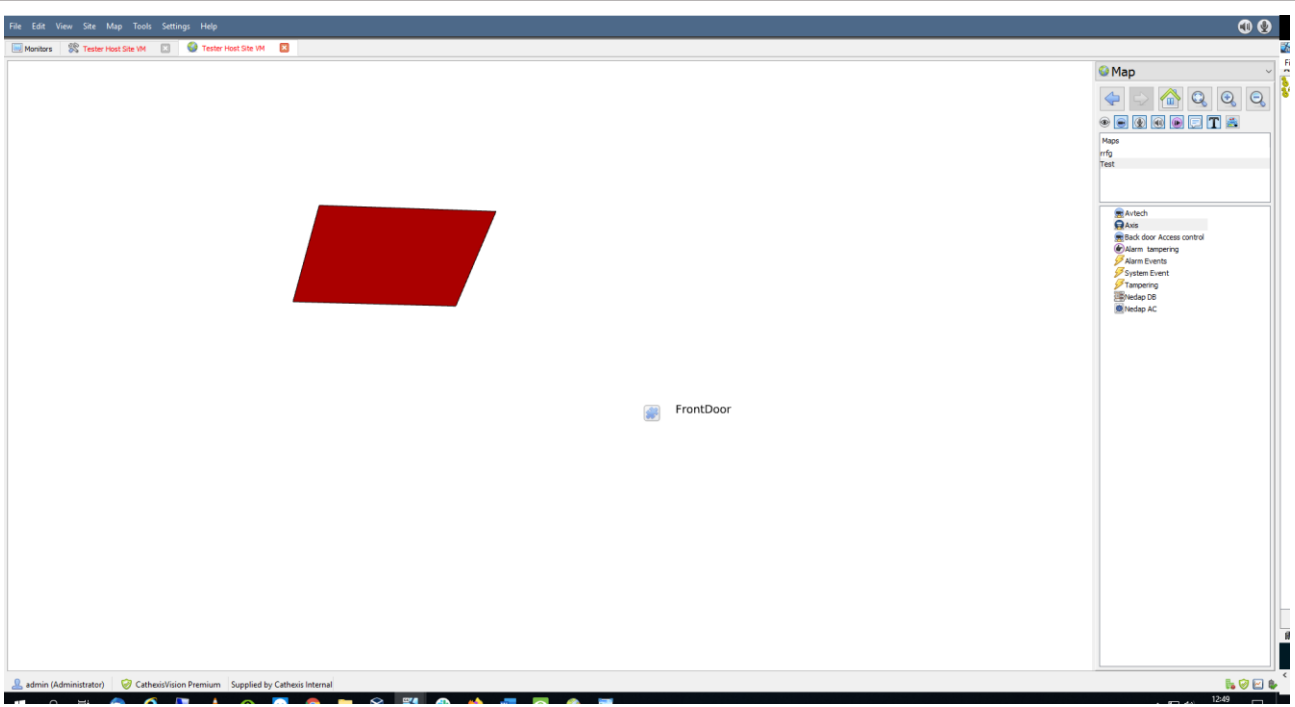 File Edit View Site Map Tools Settings Help
Monitors Tester Host Site VM Tester Host Site VM
Map
T
Maps
rrfg
Test
Avtech
Axis
Back door Access control
Alarm tampering
Alarm Events
System Event
Tampering
Nedap DB
Nedap AC
FrontDoor
admin (Administrator) CathexisVision Premium Supplied by Cathexis Internal
12:49